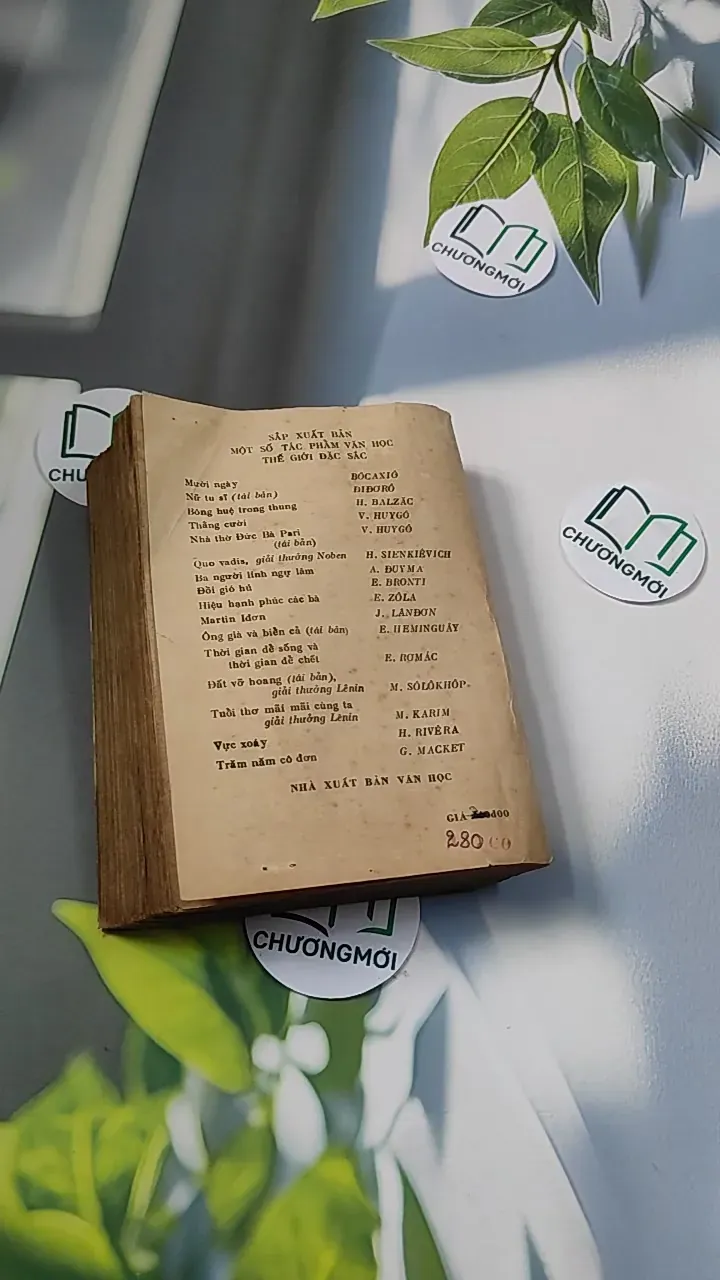 CHƯƠNGMỚI
CHƯƠNGMỚI
CHƯ
SẮP XUẤT BẢN
MỘT SỐ TÁC PHẨM VĂN HỌC
THẾ GIỚI ĐẶC SẮC
Mười ngày BÔCAXIÔ
Nữ tu sĩ (tái bản) ĐIĐƠRÔ
Bông huệ trong thung H. BALZĂC
Thằng cười V. HUYGÔ
Nhà thờ Đức Bà Pari V. HUYGÔ
(tái bản)
Quo vadis, giải thưởng Noben H. SIENKIÊVICH
Ba người lính ngự lâm A. ĐUYMA
Đồi gió hú E. BRONTI
Hiệu hạnh phúc các bà E. ZÔLA
Martin Iđơn J. LANĐƠN
Ông già và biển cả (tái bản) E. HEMINGUÂY
Thời gian để sống và
thời gian để chết E. RƠMÁC
Đất vỡ hoang (tái bản),
giải thưởng Lênin M. SÔLÔKHÔP
Tuổi thơ mãi mãi cùng ta M. KARIM
giải thưởng Lênin
Vực xoáy H. RIVÊRA
Trăm năm cô đơn G. MACKET
NHÀ XUẤT BẢN VĂN HỌC
GIÁ đ00
280
CHƯƠNGMỚI